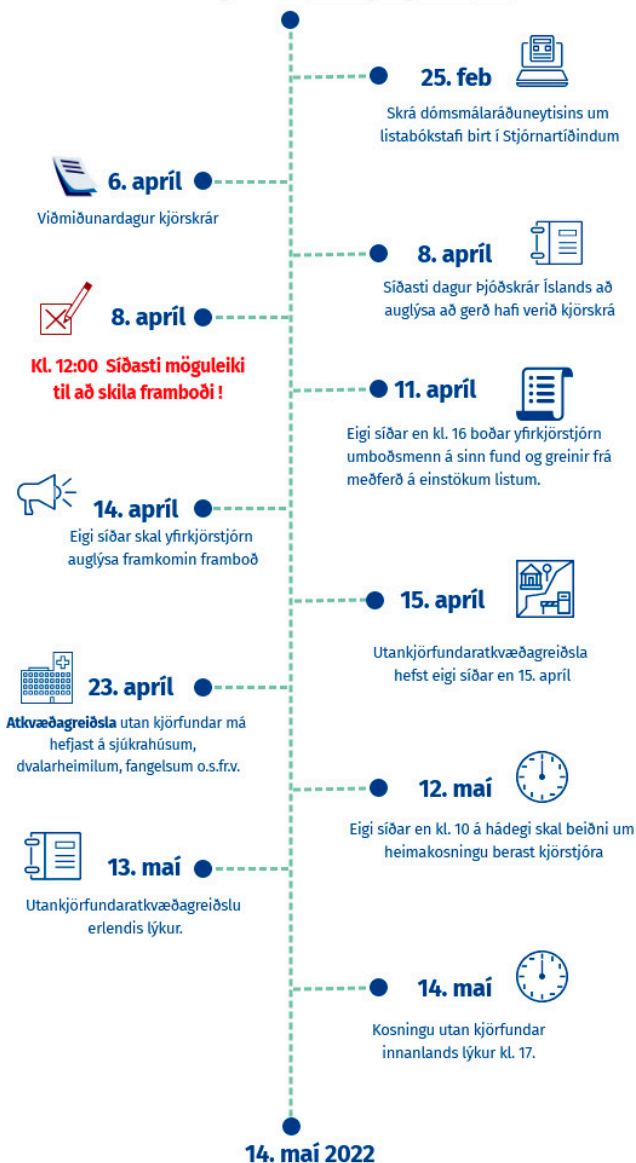 25. feb
Skrá dómsmálaráðuneytisins um
listabókstafi birt í Stjórnartíðindum
6. apríl
Viðmiðunardagur kjörskrár
8. apríl
Síðasti dagur Þjóðskrár Íslands að
auglýsa að gerð hafi verið kjörskrá
8. apríl
Kl. 12:00 Síðasti möguleiki
til að skila framboði !
11. apríl
Eigi síðar en kl. 16 boðar yfirkjörstjórn
umboðsmenn á sinn fund og greinir frá
meðferð á einstökum listum.
14. apríl
Eigi síðar skal yfirkjörstjórn
auglýsa framkomin framboð
15. apríl
Utankjörfundaratkvæðagreiðsla
hefst eigi síðar en 15. apríl
23. apríl
Atkvæðagreiðsla utan kjörfundar má
hefjast á sjúkrahúsum,
dvalarheimilum, fangelsum o.s.fr.v.
12. maí
Eigi síðar en kl. 10 á hádegi skal beiðni um
heimakosningu berast kjörstjóra
13. maí
Utankjörfundaratkvæðagreiðslu
erlendis lýkur.
14. maí
Kosningu utan kjörfundar
innanlands lýkur kl. 17.
14. maí 2022